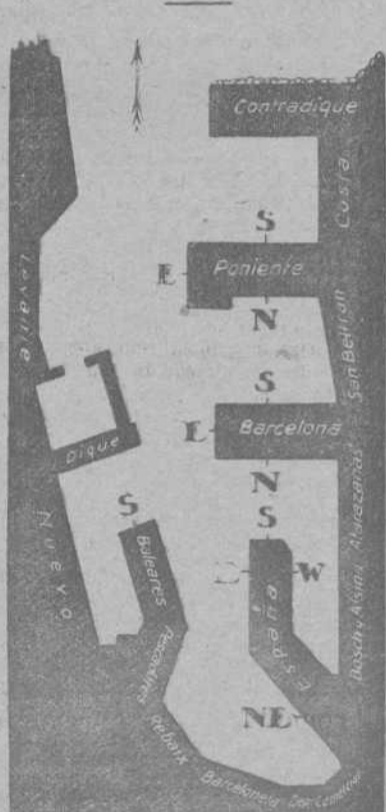 Contradique
Costa
S
E
Poniente
N
Levante
San Beltran
S
E
Barcelona
N
Dique
Atarazanas
Nuevo
S
S
Baleares
W
España
Bosch y Alsina
Pescadores
NE
Rebaix
Barceloneta